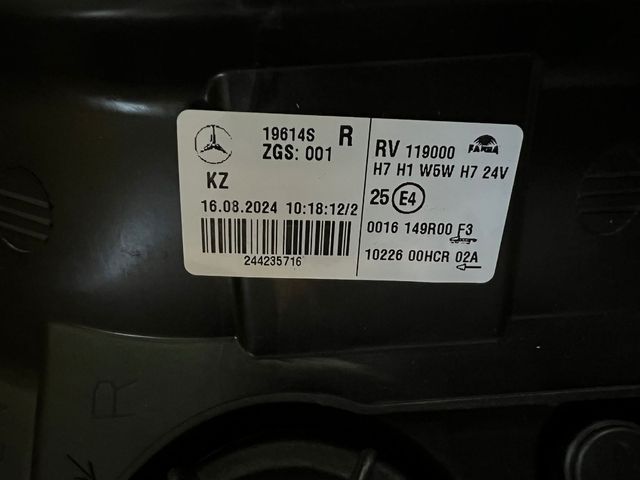 19614S R
ZGS: 001
KZ
16.08.2024 10:18:12/2
244235716
RV 119000 FARBA
H7 H1 W5W H7 24V
25 E4
0016 149R00 F3
10226 00HCR 02A
R